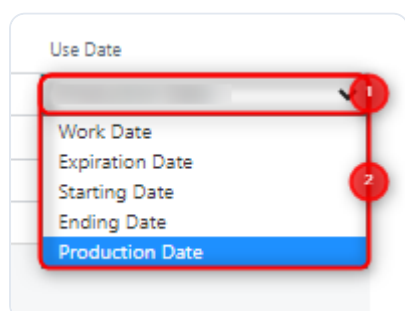 Use Date
1
Work Date
Expiration Date
2
Starting Date
Ending Date
Production Date